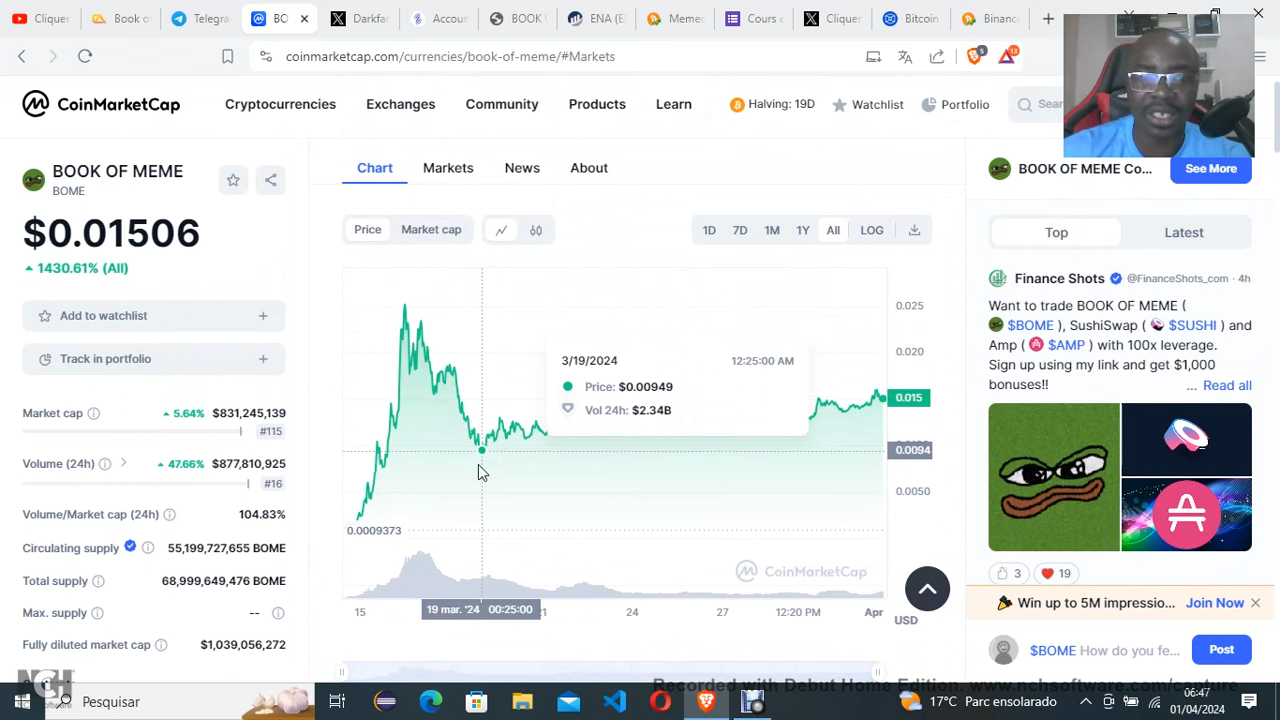 Cliquer
Book of
Telegra
BO
Darkfar
Accour
BOOK (
ENA (E
Memec
Cours e
Cliquer
Bitcoin
Binanc
coinmarketcap.com/currencies/book-of-meme/#Markets
5
13
CoinMarketCap
Cryptocurrencies
Exchanges
Community
Products
Learn
Halving: 19D
Watchlist
Portfolio
Sear
BOOK OF MEME
BOME
$0.01506
1430.61% (All)
Add to watchlist +
Track in portfolio +
Market cap 5.64% $831,245,139
#115
Volume (24h) 47.66% $877,810,925
#16
Volume/Market cap (24h) 104.83%
Circulating supply 55,199,727,655 BOME
Total supply 68,999,649,476 BOME
Max. supply --
Fully diluted market cap $1,039,056,272
Chart
Markets
News
About
Price
Market cap
1D
7D
1M
1Y
All
LOG
3/19/2024 12:25:00 AM
Price: $0.00949
Vol 24h: $2.34B
0.025
0.020
0.015
0.0094
0.0050
0.0009373
CoinMarketCap
15
19 mar. '24 00:25:00
21
24
27
12:20 PM
Apr
USD
BOOK OF MEME Co...
See More
Top
Latest
Finance Shots @FinanceShots_com · 4h
Want to trade BOOK OF MEME (
$BOME ), SushiSwap ( $SUSHI ) and
Amp ( $AMP ) with 100x leverage.
Sign up using my link and get $1,000
bonuses!!
... Read all
3
19
Win up to 5M impressio...
Join Now
$BOME How do you fe...
Post
NCH
Software
Pesquisar
Recorded with Debut Home Edition. www.nchsoftware.com/capture
17°C Parc ensolarado
06:47
01/04/2024